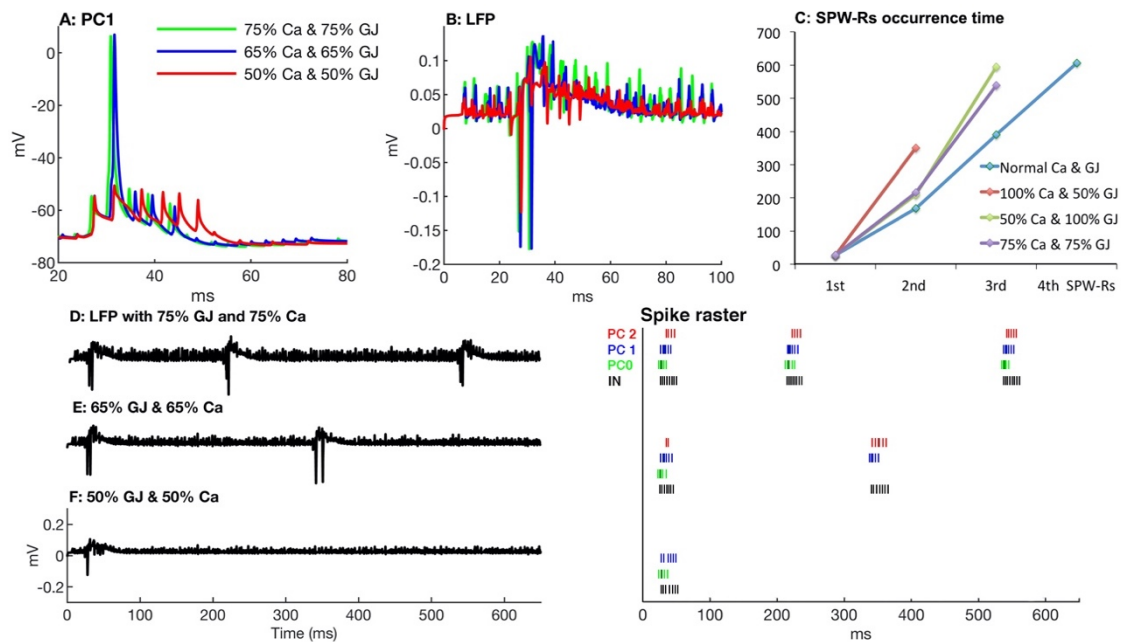 A: PC1
75% Ca & 75% GJ
65% Ca & 65% GJ
50% Ca & 50% GJ
0
-20
-40
-60
-80
mV
20 40 60 80
ms
B: LFP
0.1
0.05
0
-0.05
-0.1
-0.15
-0.2
mV
0 20 40 60 80 100
ms
C: SPW-Rs occurrence time
700
600
500
400
300
200
100
0
Normal Ca & GJ
100% Ca & 50% GJ
50% Ca & 100% GJ
75% Ca & 75% GJ
1st 2nd 3rd 4th SPW-Rs
D: LFP with 75% GJ and 75% Ca
E: 65% GJ & 65% Ca
F: 50% GJ & 50% Ca
0.2
0
-0.2
mV
0 100 200 300 400 500 600
Time (ms)
Spike raster
PC 2
PC 1
PC0
IN
0 100 200 300 400 500 600
ms